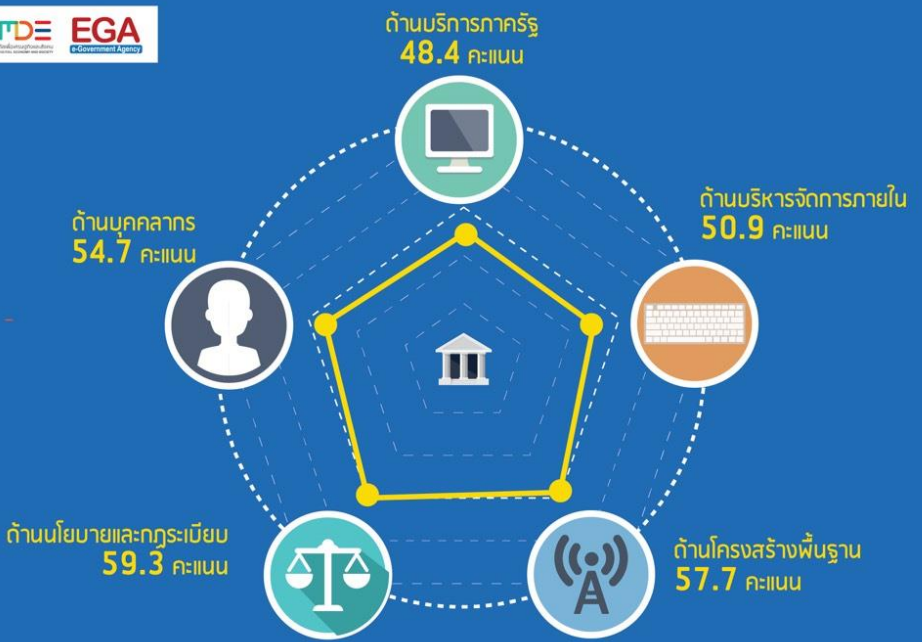 MDE
EGA
e-Government Agency
ด้านบริการภาครัฐ
48.4 คะแนน
ด้านบริหารจัดการภายใน
50.9 คะแนน
ด้านบุคคลากร
54.7 คะแนน
ด้านนโยบายและกฎระเบียบ
59.3 คะแนน
ด้านโครงสร้างพื้นฐาน
57.7 คะแนน